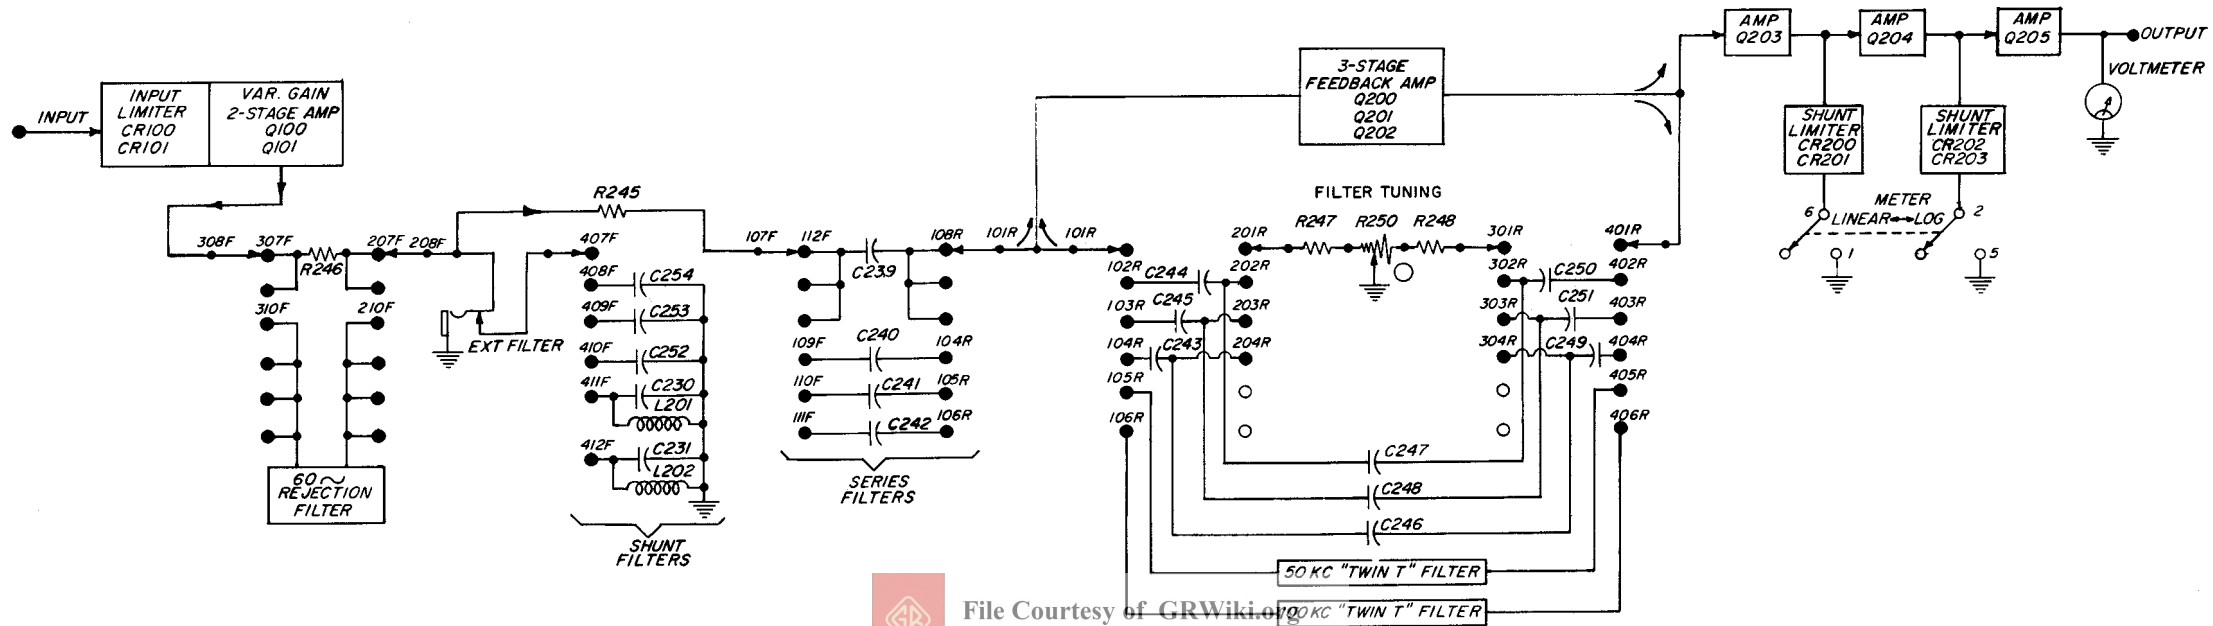 INPUT
INPUT
LIMITER
CR100
CR101
VAR. GAIN
2-STAGE AMP
Q100
Q101
308F
307F
R246
207F
208F
310F
210F
60~
REJECTION
FILTER
EXT FILTER
R245
407F
408F
C254
409F
C253
410F
C252
411F
C230
L201
412F
C231
L202
SHUNT
FILTERS
107F
112F
C239
108R
109F
C240
104R
110F
C241
105R
111F
C242
106R
SERIES
FILTERS
101R
101R
3-STAGE
FEEDBACK AMP
Q200
Q201
Q202
FILTER TUNING
R247
R250
R248
102R
C244
201R
202R
103R
C245
203R
104R
C243
204R
105R
106R
301R
302R
C250
303R
C251
304R
C249
401R
402R
403R
404R
405R
406R
C247
C248
C246
50 KC "TWIN T" FILTER
100 KC "TWIN T" FILTER
AMP
Q203
AMP
Q204
AMP
Q205
OUTPUT
VOLTMETER
SHUNT
LIMITER
CR200
CR201
SHUNT
LIMITER
CR202
CR203
METER
LINEAR↔LOG
6
1
2
5
GR
File Courtesy of GRWiki.org